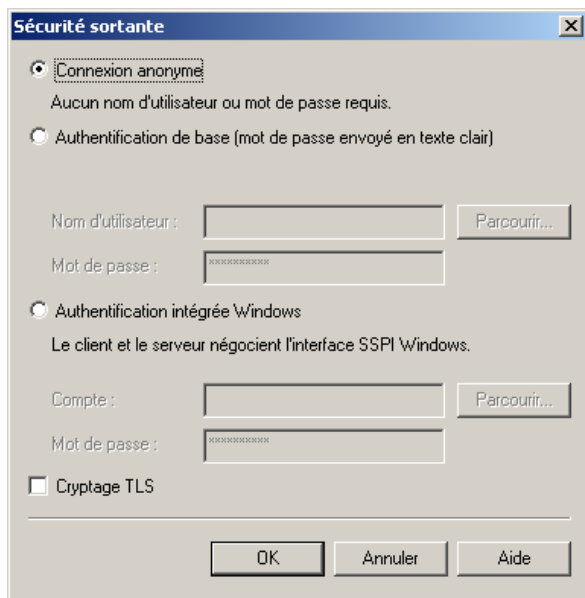 Sécurité sortante
Connexion anonyme
Aucun nom d'utilisateur ou mot de passe requis.
Authentification de base (mot de passe envoyé en texte clair)
Nom d'utilisateur :
Parcourir...
Mot de passe :
××××××××××
Authentification intégrée Windows
Le client et le serveur négocient l'interface SSPI Windows.
Compte :
Parcourir...
Mot de passe :
××××××××××
Cryptage TLS
OK
Annuler
Aide